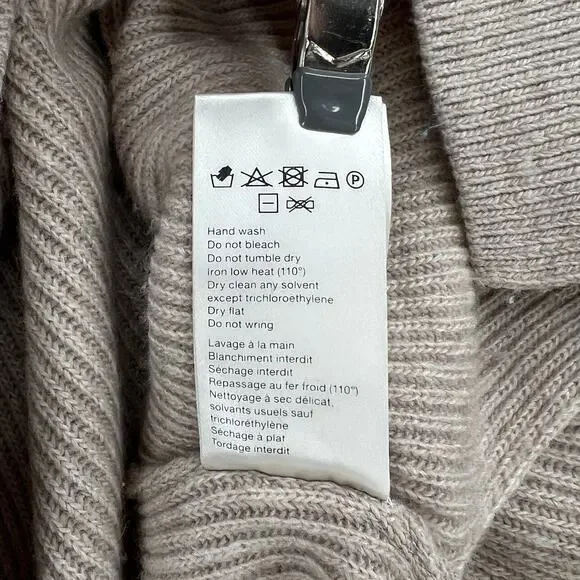 P
Hand wash
Do not bleach
Do not tumble dry
Iron low heat (110°)
Dry clean any solvent
except trichloroethylene
Dry flat
Do not wring
Lavage à la main
Blanchiment interdit
Séchage interdit
Repassage au fer froid (110°)
Nettoyage à sec délicat,
solvants usuels sauf
trichloréthylène
Séchage à plat
Tordage interdit